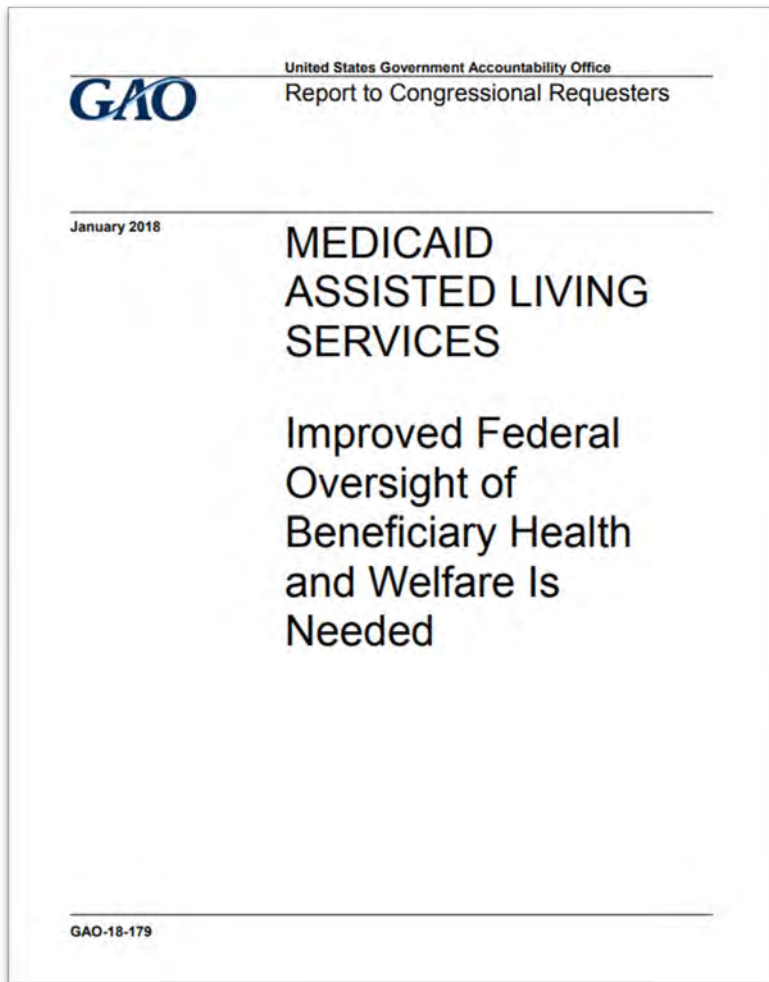 United States Government Accountability Office
GAO
Report to Congressional Requesters
January 2018
MEDICAID
ASSISTED LIVING
SERVICES
Improved Federal
Oversight of
Beneficiary Health
and Welfare Is
Needed
GAO-18-179